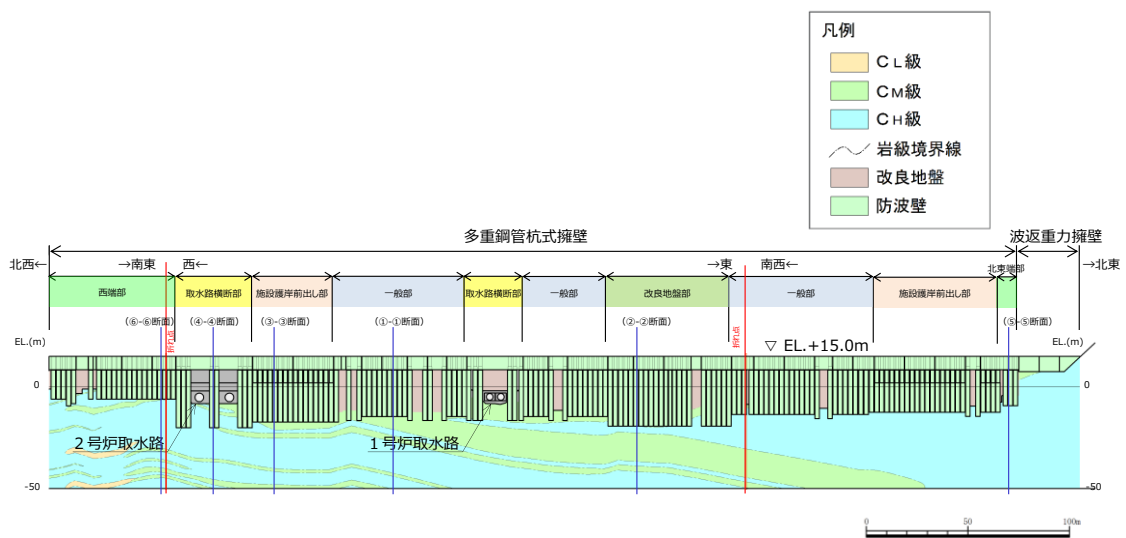 凡例
CL級
CM級
CH級
岩級境界線
改良地盤
防波壁
多重鋼管杭式擁壁
波返重力擁壁
北西←
→南東
西←
→東
南西←
→北東
西端部
取水路横断部
施設護岸前出し部
一般部
取水路横断部
一般部
改良地盤部
一般部
施設護岸前出し部
北東端部
(⑥-⑥断面)
(④-④断面)
(③-③断面)
(①-①断面)
(②-②断面)
(⑤-⑤断面)
折れ点
折れ点
EL.(m)
▽ EL.+15.0m
EL.(m)
0
0
2号炉取水路
1号炉取水路
-50
-50
0
50
100m